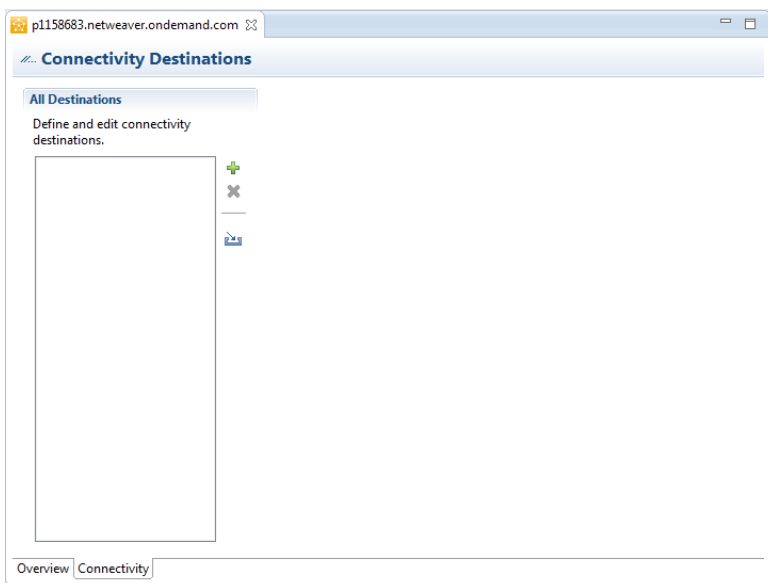 p1158683.netweaver.ondemand.com
Connectivity Destinations
All Destinations
Define and edit connectivity
destinations.
Overview Connectivity